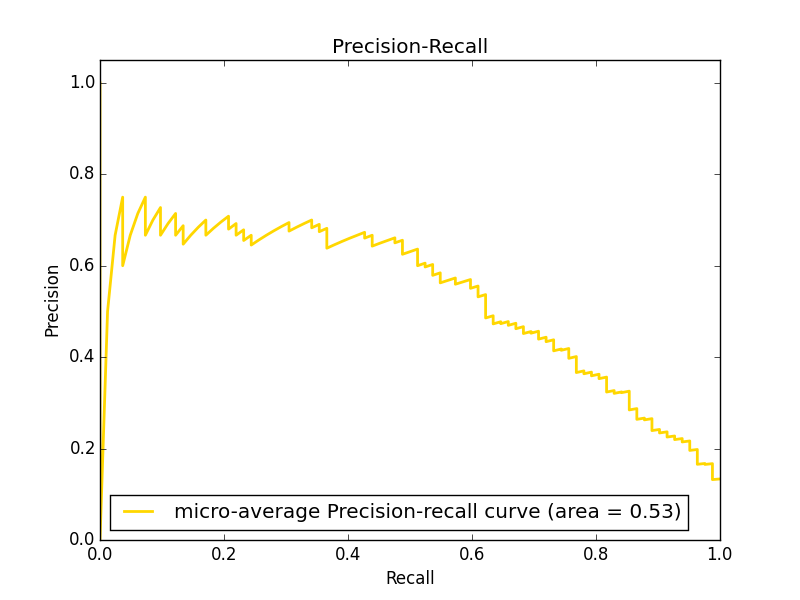 Precision-Recall
1.0
0.8
0.6
0.4
0.2
0.0
Precision
micro-average Precision-recall curve (area = 0.53)
0.0 0.2 0.4 0.6 0.8 1.0
Recall